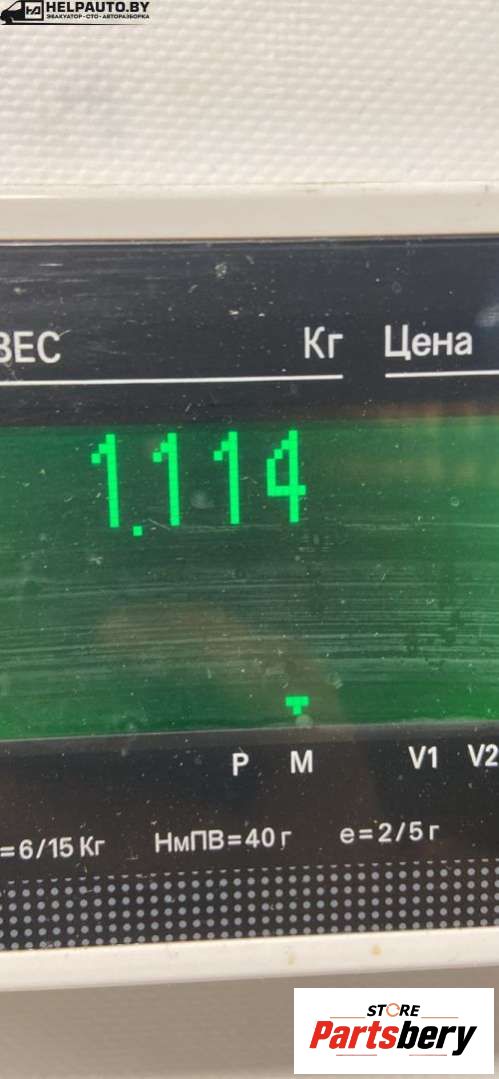 HELPAUTO.BY
ЭВАКУАТОР•СТО•АВТОРАЗБОРКА
ВЕС Кг Цена
1.114
P M V1 V2
=6/15 Кг НмПВ=40 г e=2/5 г
STORE
Partsbery